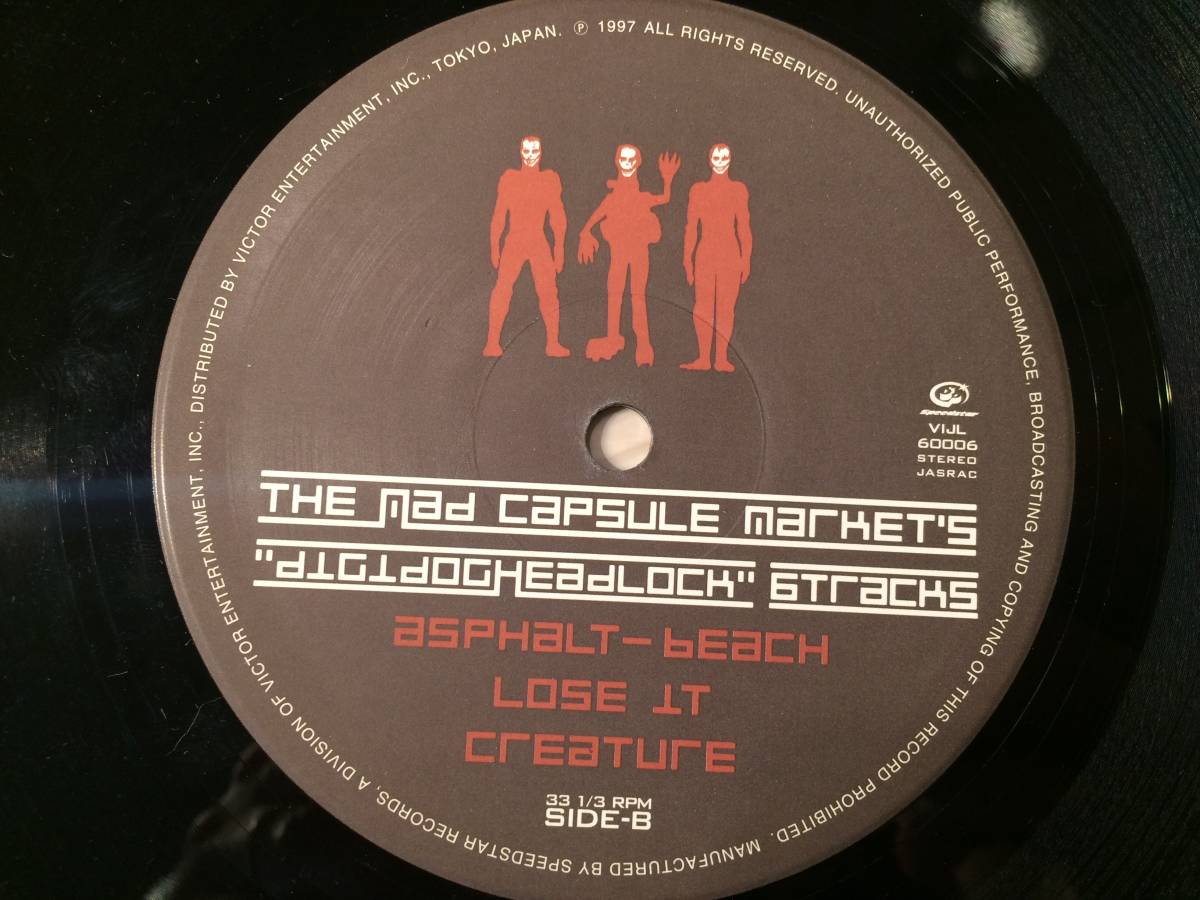 MANUFACTURED BY SPEEDSTAR RECORDS, A DIVISION OF VICTOR ENTERTAINMENT, INC., DISTRIBUTED BY VICTOR ENTERTAINMENT, INC., TOKYO, JAPAN. ℗ 1997 ALL RIGHTS RESERVED. UNAUTHORIZED PUBLIC PERFORMANCE, BROADCASTING AND COPYING OF THIS RECORD PROHIBITED.
Speedstar
VIJL
60006
STEREO
JASRAC
THE MAD CAPSULE MARKET'S
"DIGIDOGHEADLOCK" 6TRACKS
ASPHALT-BEACH
LOSE IT
CREATURE
33 1/3 RPM
SIDE-B